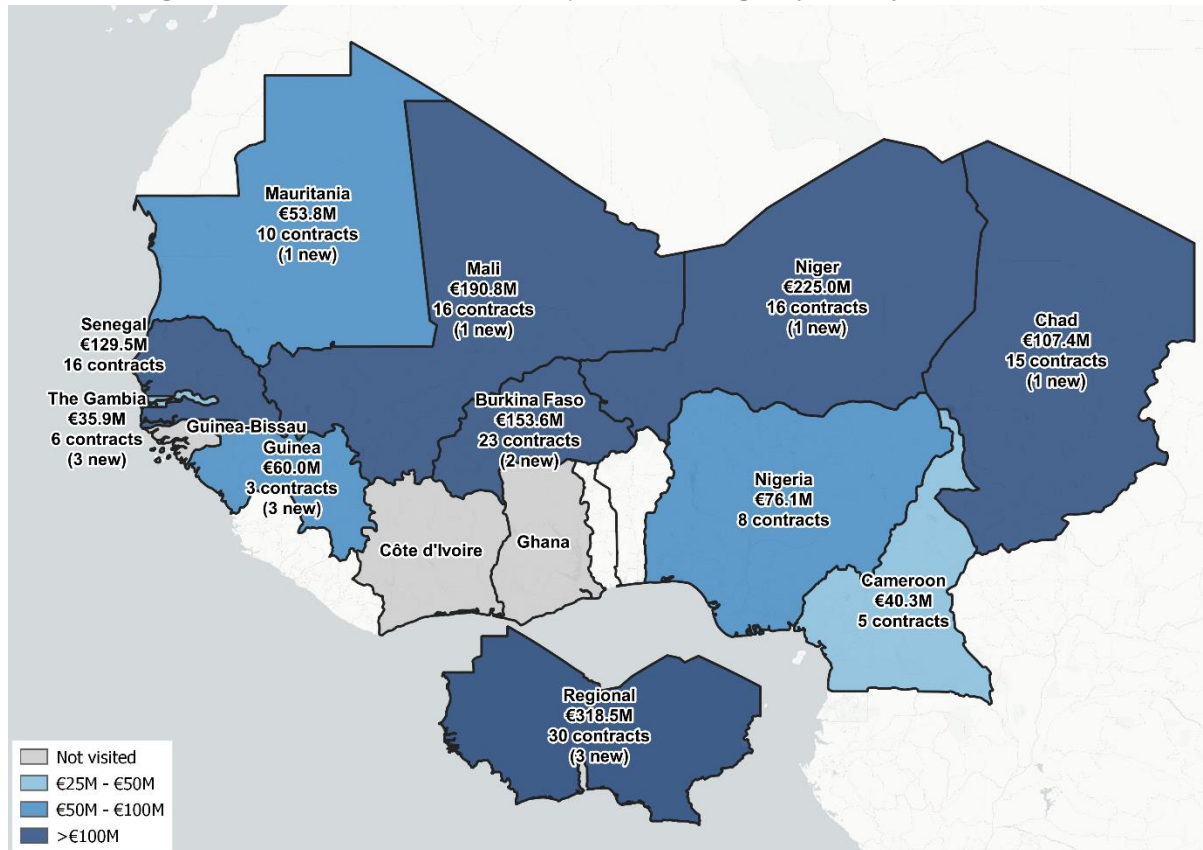 Mauritania
€53.8M
10 contracts
(1 new)
Mali
€190.8M
16 contracts
(1 new)
Niger
€225.0M
16 contracts
(1 new)
Chad
€107.4M
15 contracts
(1 new)
Senegal
€129.5M
16 contracts
The Gambia
€35.9M
6 contracts
(3 new)
Guinea-Bissau
Guinea
€60.0M
3 contracts
(3 new)
Burkina Faso
€153.6M
23 contracts
(2 new)
Nigeria
€76.1M
8 contracts
Côte d'Ivoire
Ghana
Cameroon
€40.3M
5 contracts
Regional
€318.5M
30 contracts
(3 new)
Not visited
€25M - €50M
€50M - €100M
>€100M